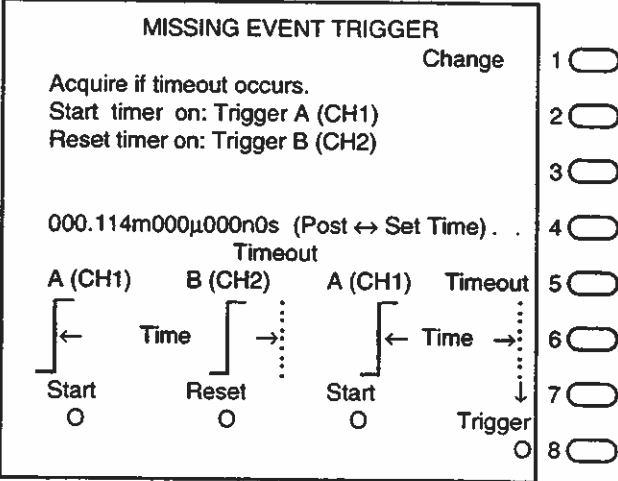 MISSING EVENT TRIGGER
Change
1
Acquire if timeout occurs.
Start timer on: Trigger A (CH1)
2
Reset timer on: Trigger B (CH2)
3
000.114m000μ000n0s (Post ↔ Set Time) . .
4
Timeout
A (CH1) B (CH2) A (CH1) Timeout
5
← Time → ← Time →
6
Start Reset Start
7
Trigger
8